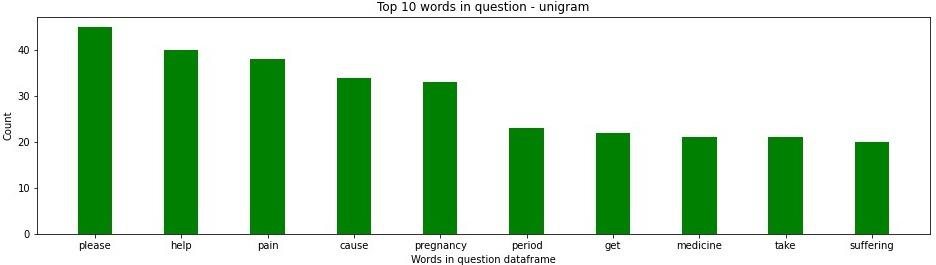 Top 10 words in question - unigram
Count
40
30
20
10
0
please help pain cause pregnancy period get medicine take suffering
Words in question dataframe